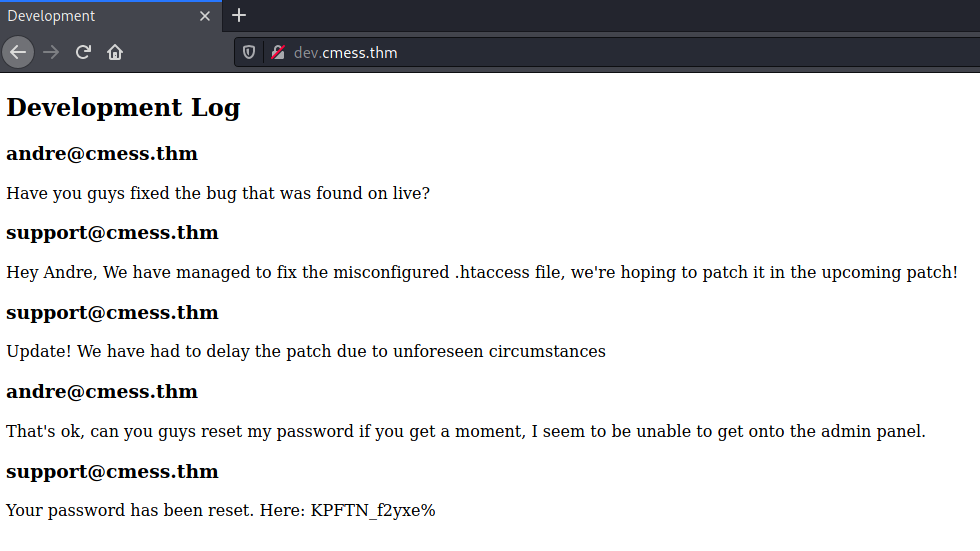 Development
dev.cmess.thm
Development Log
andre@cmess.thm
Have you guys fixed the bug that was found on live?
support@cmess.thm
Hey Andre, We have managed to fix the misconfigured .htaccess file, we're hoping to patch it in the upcoming patch!
support@cmess.thm
Update! We have had to delay the patch due to unforeseen circumstances
andre@cmess.thm
That's ok, can you guys reset my password if you get a moment, I seem to be unable to get onto the admin panel.
support@cmess.thm
Your password has been reset. Here: KPFTN_f2yxe%